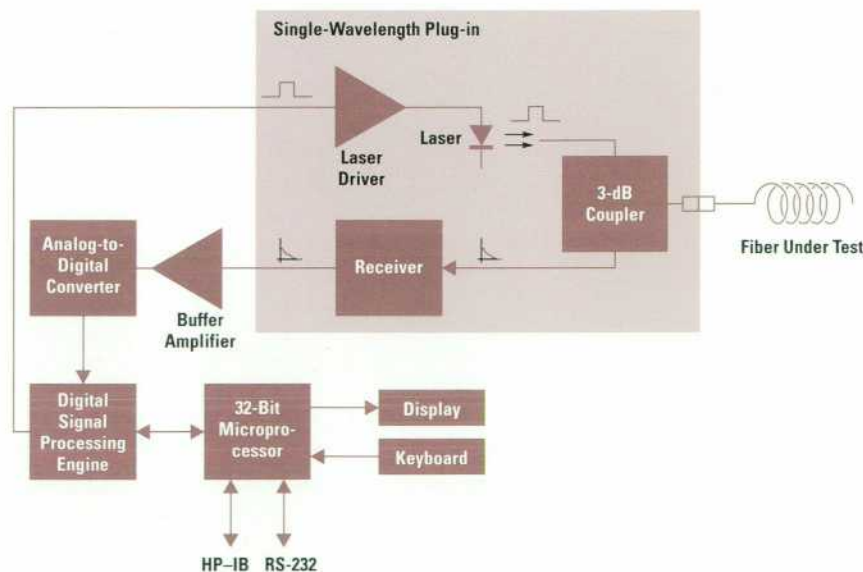 Single-Wavelength Plug-in
Laser
Driver
Laser
3-dB
Coupler
Fiber Under Test
Analog-to-
Digital
Converter
Buffer
Amplifier
Receiver
Digital
Signal
Processing
Engine
32-Bit
Micropro-
cessor
Display
Keyboard
HP–IB
RS-232